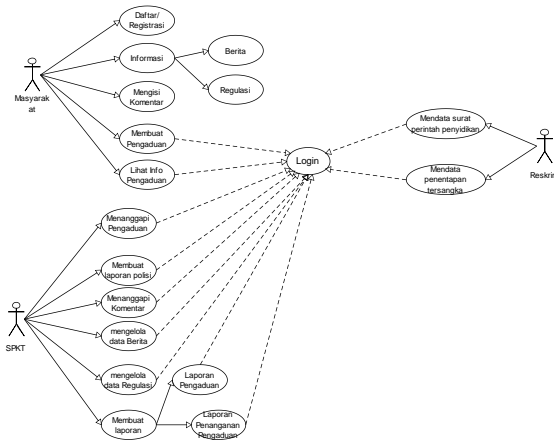 Daftar/
Registrasi
Informasi
Berita
Regulasi
Masyarak
at
Mengisi
Komentar
Membuat
Pengaduan
Lihat Info
Pengaduan
Login
Mendata surat
perintah penyidikan
Mendata
penentapan
tersangka
Reskrim
Menanggapi
Pengaduan
Membuat
laporan polisi
Menanggapi
Komentar
SPKT
mengelola
data Berita
mengelola
data Regulasi
Laporan
Pengaduan
Membuat
laporan
Laporan
Penanganan
Pengaduan